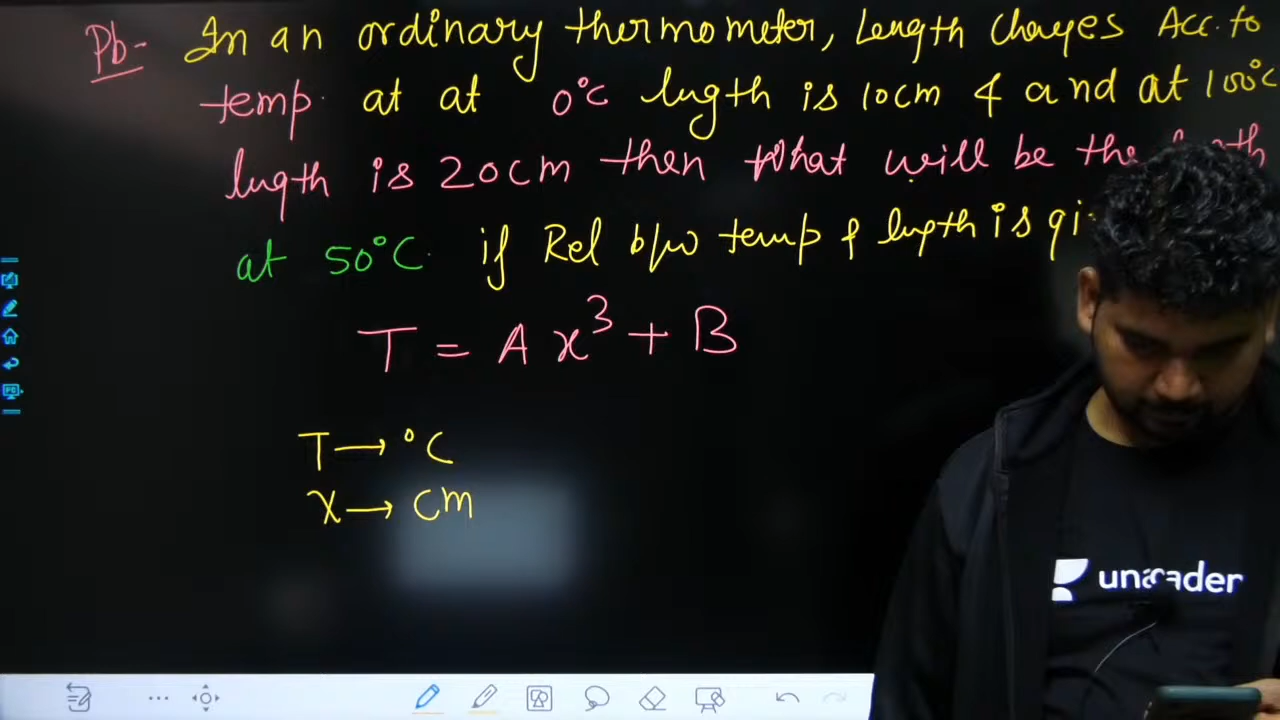 Pb- In an ordinary thermometer, Length changes Acc. to
temp. at at 0°C length is 10cm & and at 100°C
length is 20cm then What will be the
at 50°C. if Rel b/w temp & length is
T = Ax³ + B
T → °C
x → cm
unacader